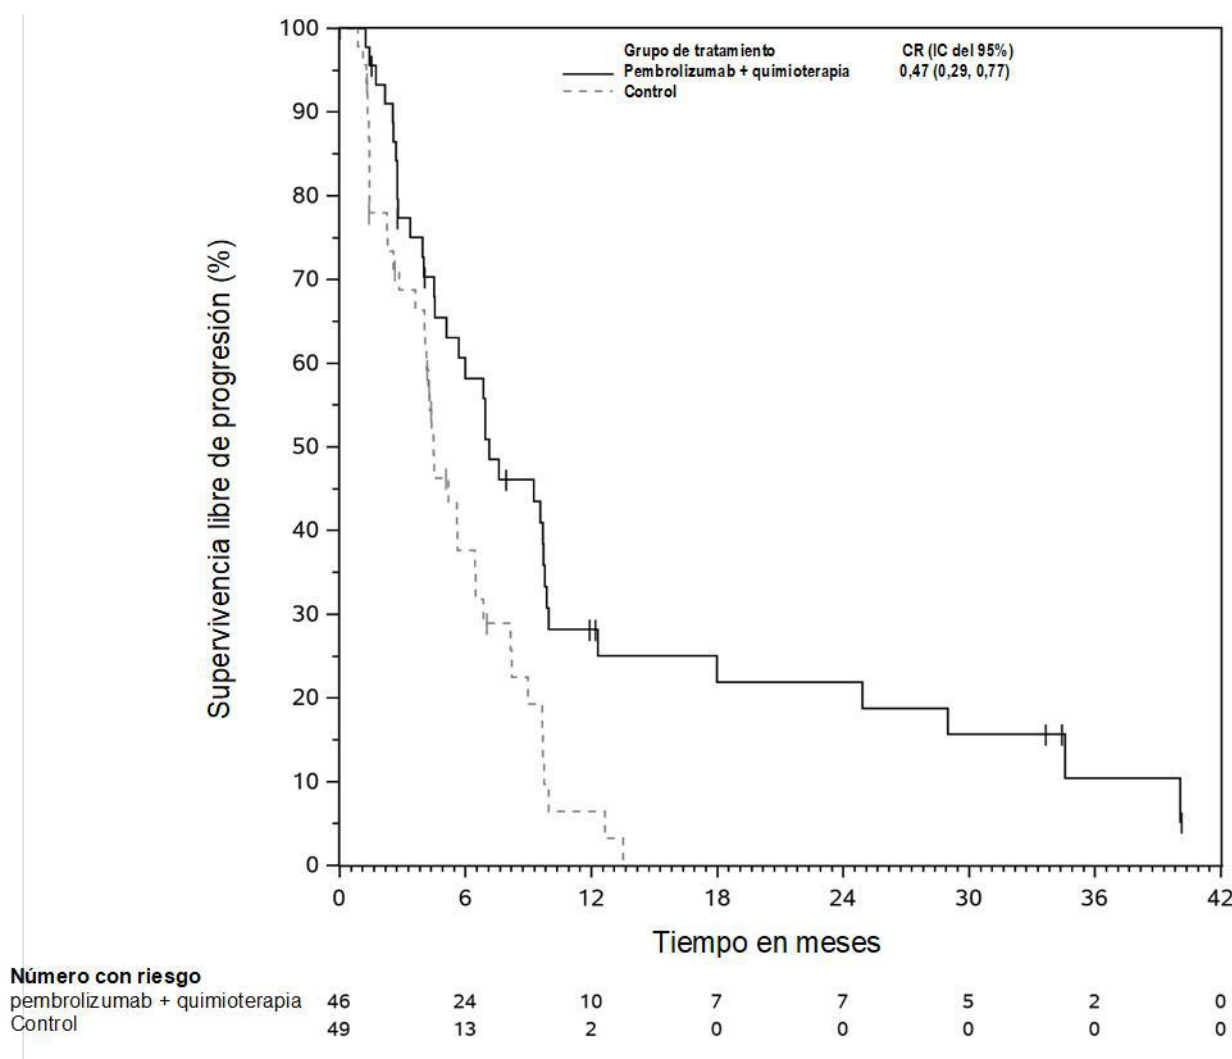 Grupo de tratamiento CR (IC del 95%)
Pembrolizumab + quimioterapia 0,47 (0,29, 0,77)
Control
Supervivencia libre de progresión (%)
100
90
80
70
60
50
40
30
20
10
0
0 6 12 18 24 30 36 42
Tiempo en meses
Número con riesgo
pembrolizumab + quimioterapia 46 24 10 7 7 5 2 0
Control 49 13 2 0 0 0 0 0